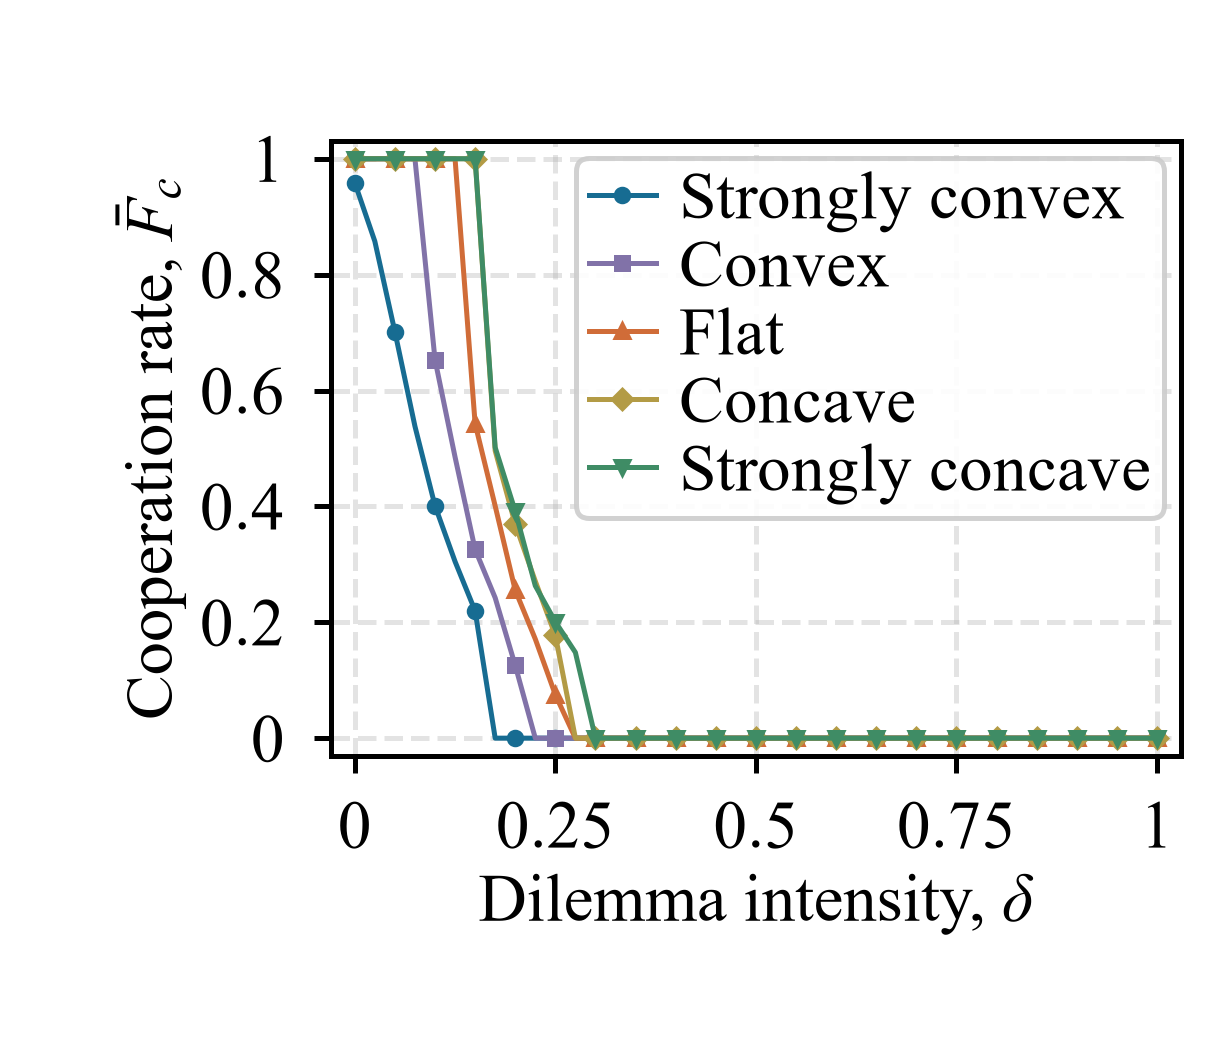 Cooperation rate, F̄c
1
0.8
0.6
0.4
0.2
0
Strongly convex
Convex
Flat
Concave
Strongly concave
0 0.25 0.5 0.75 1
Dilemma intensity, δ